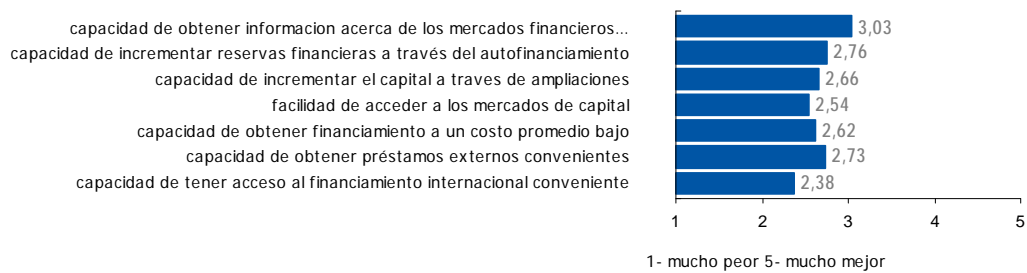 capacidad de obtener informacion acerca de los mercados financieros... 3,03
capacidad de incrementar reservas financieras a través del autofinanciamiento 2,76
capacidad de incrementar el capital a traves de ampliaciones 2,66
facilidad de acceder a los mercados de capital 2,54
capacidad de obtener financiamiento a un costo promedio bajo 2,62
capacidad de obtener préstamos externos convenientes 2,73
capacidad de tener acceso al financiamiento internacional conveniente 2,38
1 2 3 4 5
1- mucho peor 5- mucho mejor